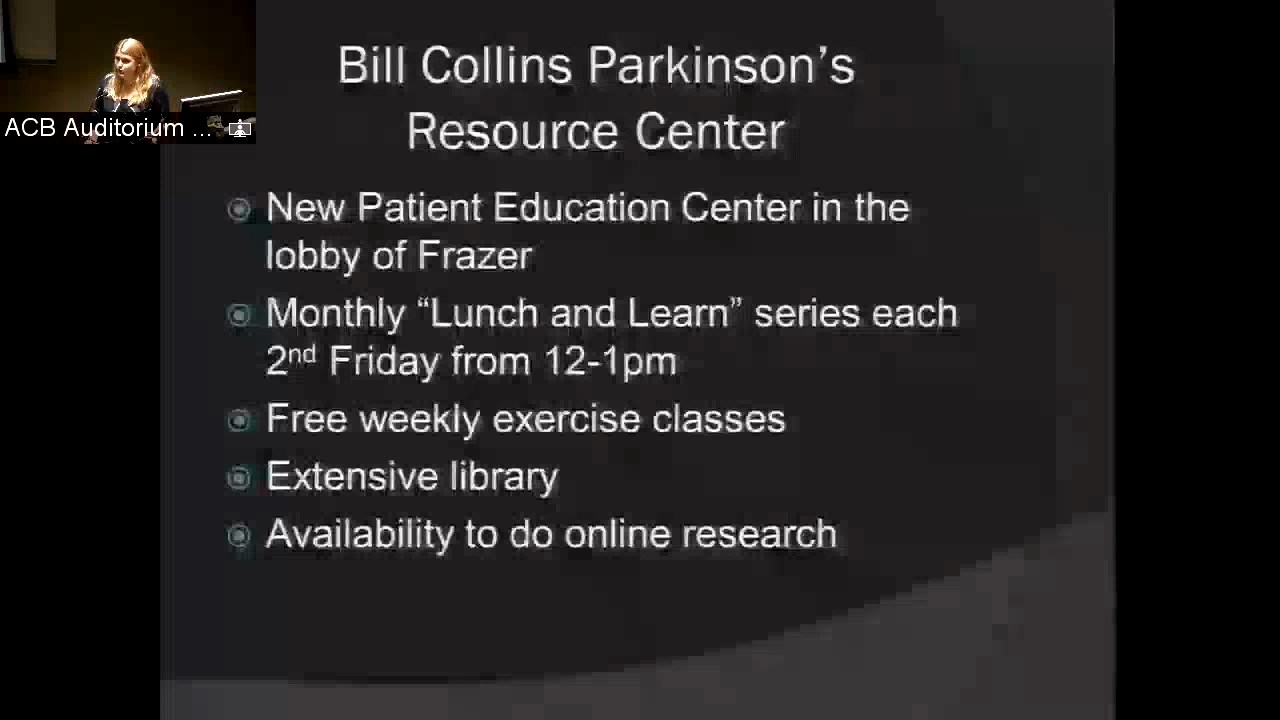 Bill Collins Parkinson’s
Resource Center
ACB Auditorium ...
New Patient Education Center in the
lobby of Frazer
Monthly “Lunch and Learn” series each
2nd Friday from 12-1pm
Free weekly exercise classes
Extensive library
Availability to do online research